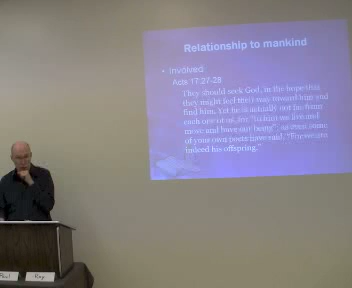 Relationship to mankind
• Involved
Acts 17:27-28
They should seek God, in the hope that
they might feel their way toward him and
find him. Yet he is actually not far from
each one of us, for "in him we live and
move and have our being"; as even some
of your own poets have said, "For we are
indeed his offspring."
Paul
Ray